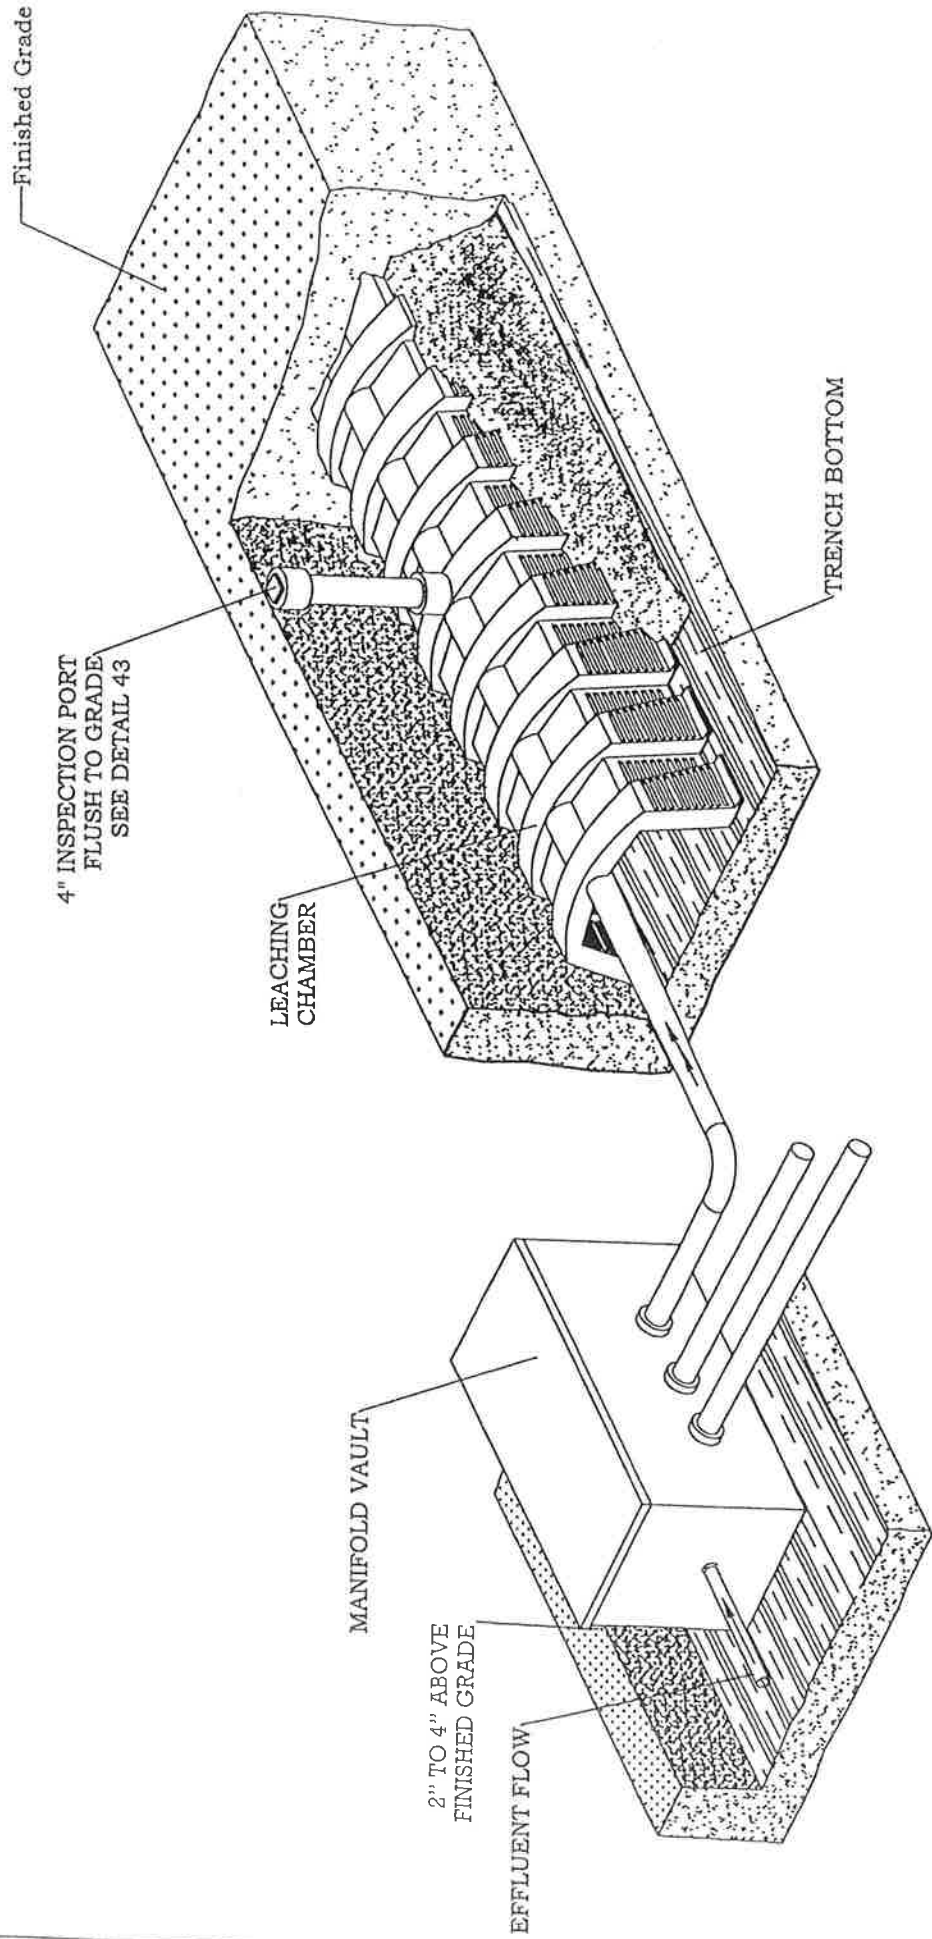 Finished Grade
4" INSPECTION PORT
FLUSH TO GRADE
SEE DETAIL 43
LEACHING
CHAMBER
TRENCH BOTTOM
MANIFOLD VAULT
2" TO 4" ABOVE
FINISHED GRADE
EFFLUENT FLOW